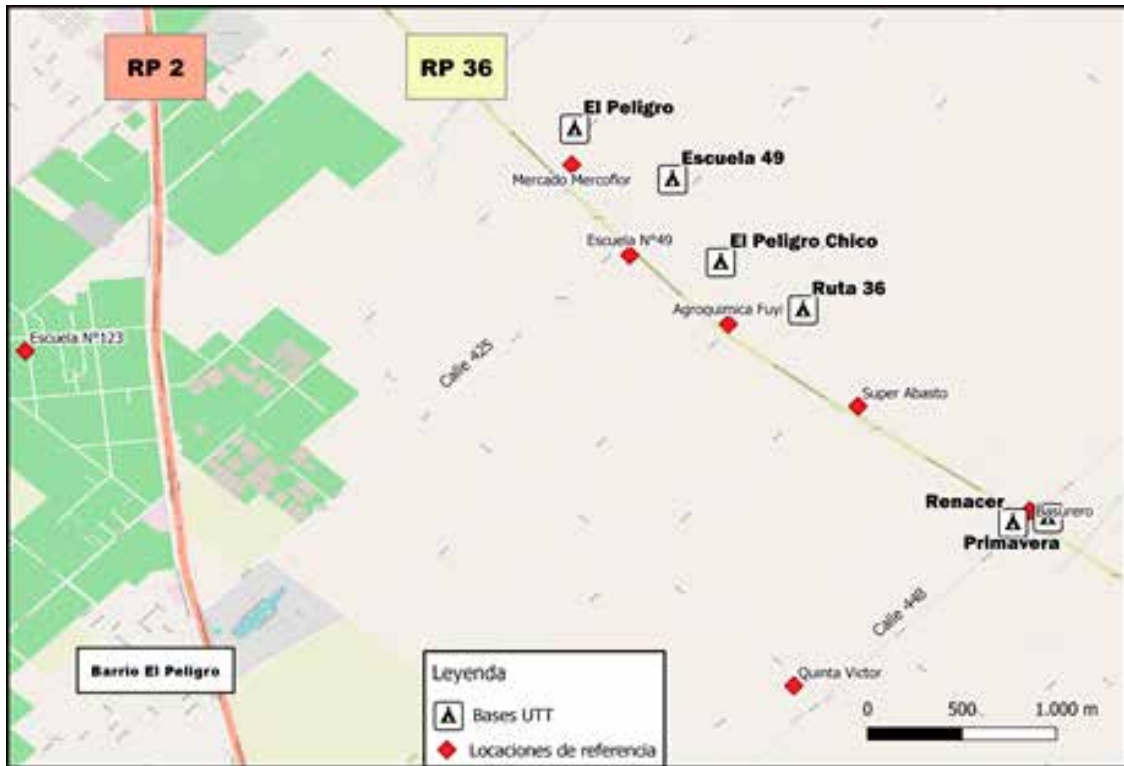 RP 2
RP 36
El Peligro
Mercado Mercoflor
Escuela 49
Escuela N°49
El Peligro Chico
Ruta 36
Agroquimica Fuyi
Escuela N°123
Calle 425
Super Abasto
Renacer
Basurero
Primavera
Calle 448
Quinta Victor
Barrio El Peligro
Leyenda
Bases UTT
Locaciones de referencia
0 500 1.000 m